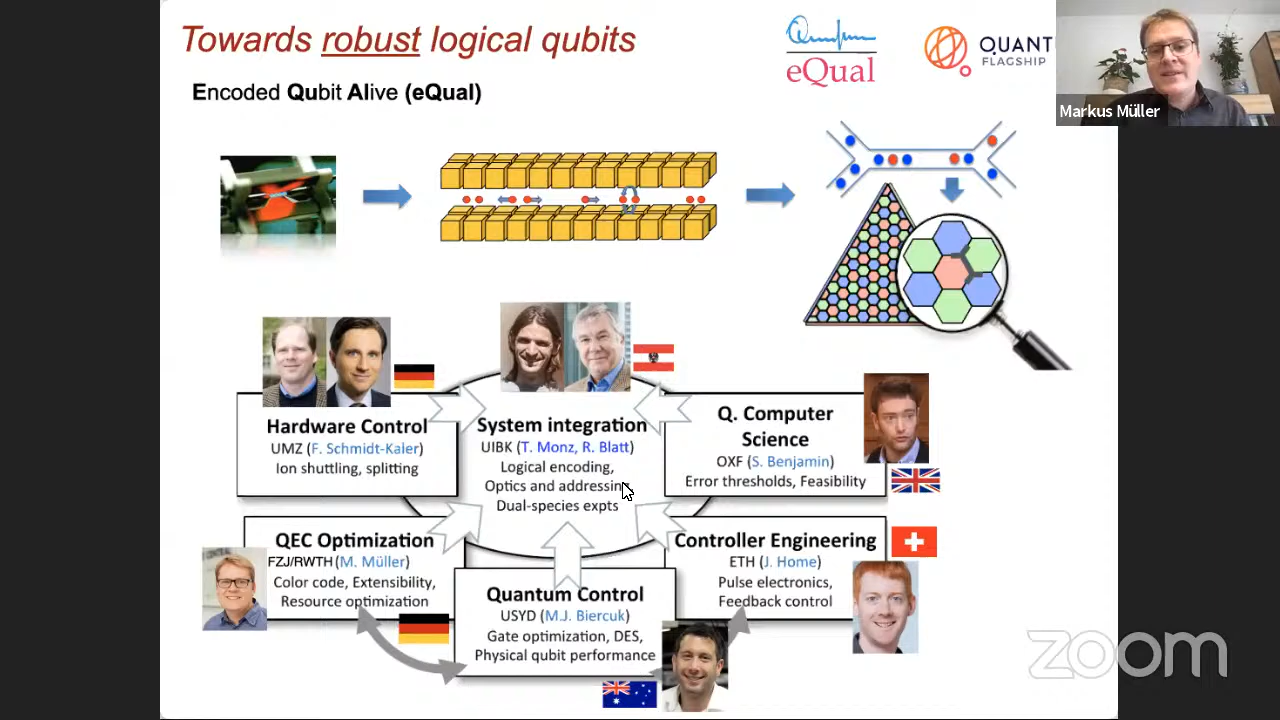 Towards robust logical qubits
eQual
QUANT
FLAGSHIP
Markus Müller
Encoded Qubit Alive (eQual)
Hardware Control
UMZ (F. Schmidt-Kaler)
Ion shuttling, splitting
System integration
UIBK (T. Monz, R. Blatt)
Logical encoding,
Optics and addressing
Dual-species expts
Q. Computer
Science
OXF (S. Benjamin)
Error thresholds, Feasibility
QEC Optimization
FZJ/RWTH (M. Müller)
Color code, Extensibility,
Resource optimization
Quantum Control
USYD (M.J. Biercuk)
Gate optimization, DES,
Physical qubit performance
Controller Engineering
ETH (J. Home)
Pulse electronics,
Feedback control
zoom